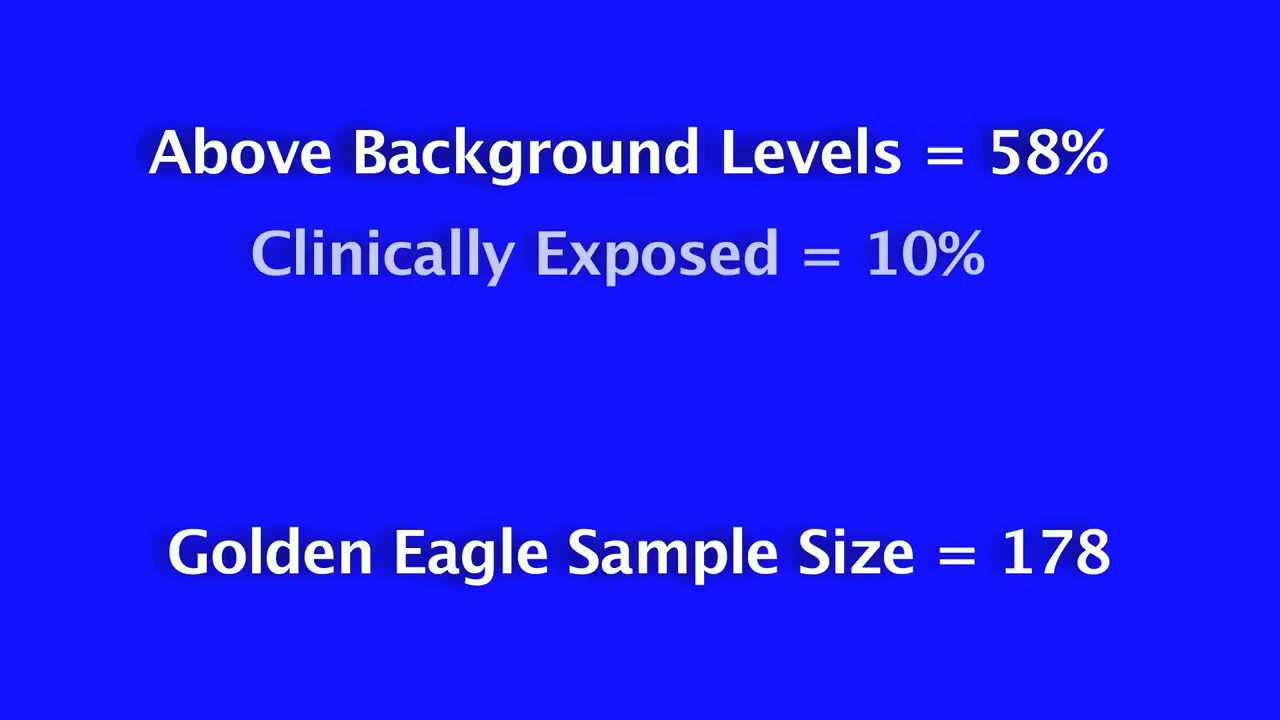 Above Background Levels = 58%
Clinically Exposed = 10%
Golden Eagle Sample Size = 178